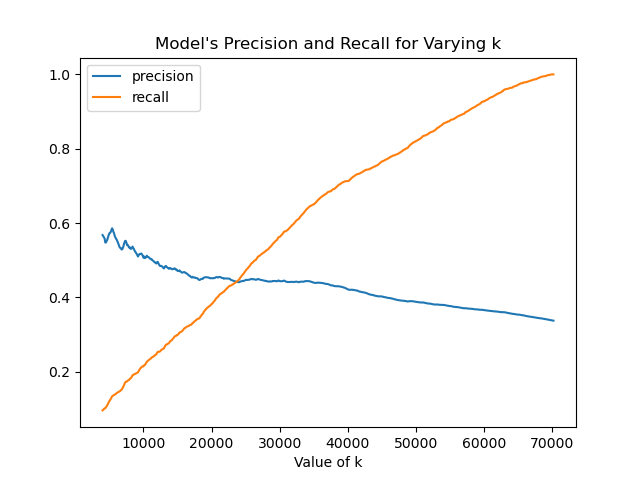 Model's Precision and Recall for Varying k
precision
recall
1.0
0.8
0.6
0.4
0.2
10000 20000 30000 40000 50000 60000 70000
Value of k